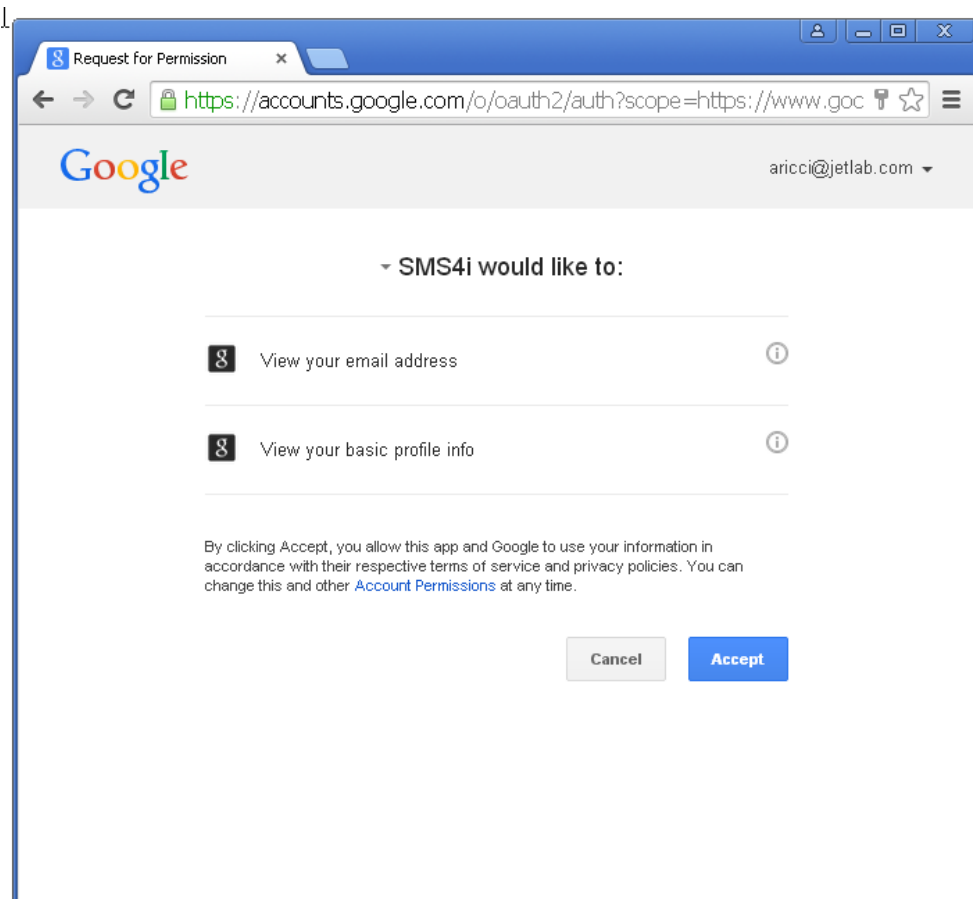 Request for Permission
https://accounts.google.com/o/oauth2/auth?scope=https://www.goc
Google
aricci@jetlab.com
SMS4i would like to:
View your email address
View your basic profile info
By clicking Accept, you allow this app and Google to use your information in
accordance with their respective terms of service and privacy policies. You can
change this and other Account Permissions at any time.
Cancel Accept